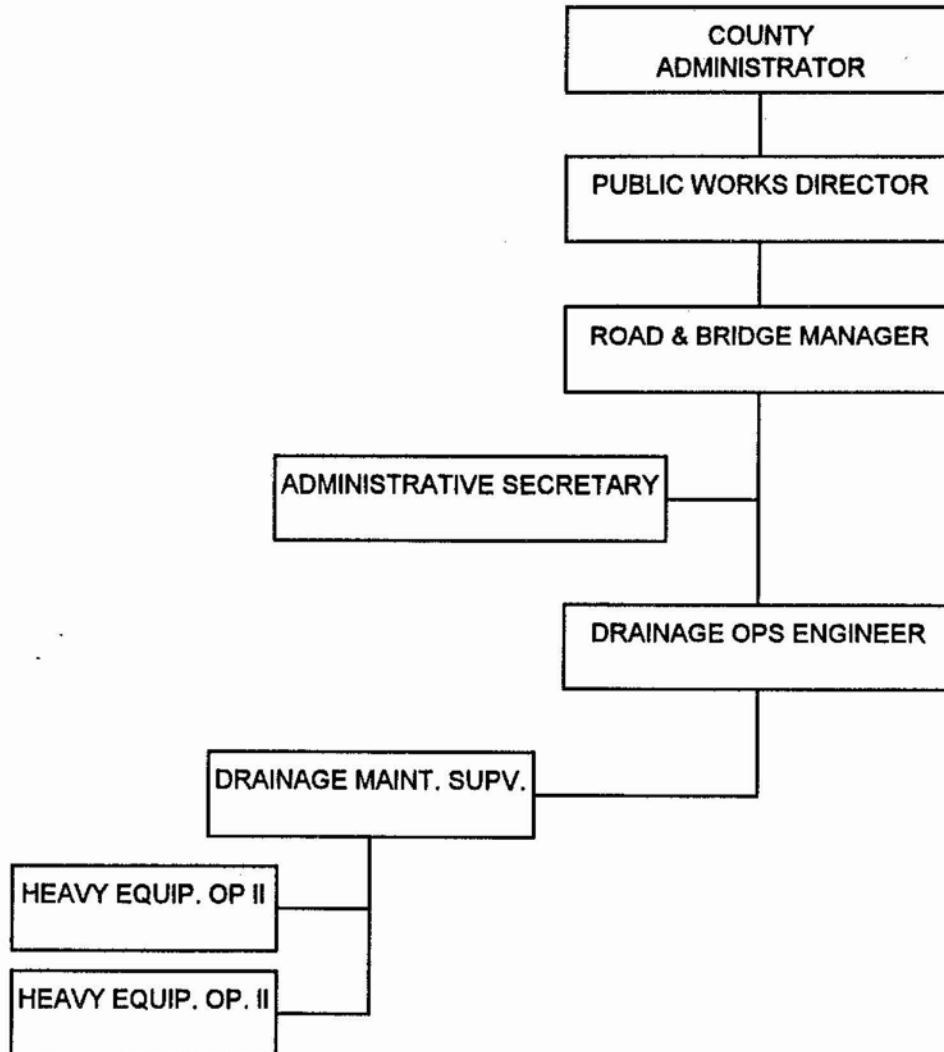 COUNTY
ADMINISTRATOR
PUBLIC WORKS DIRECTOR
ROAD & BRIDGE MANAGER
ADMINISTRATIVE SECRETARY
DRAINAGE OPS ENGINEER
DRAINAGE MAINT. SUPV.
HEAVY EQUIP. OP II
HEAVY EQUIP. OP. II